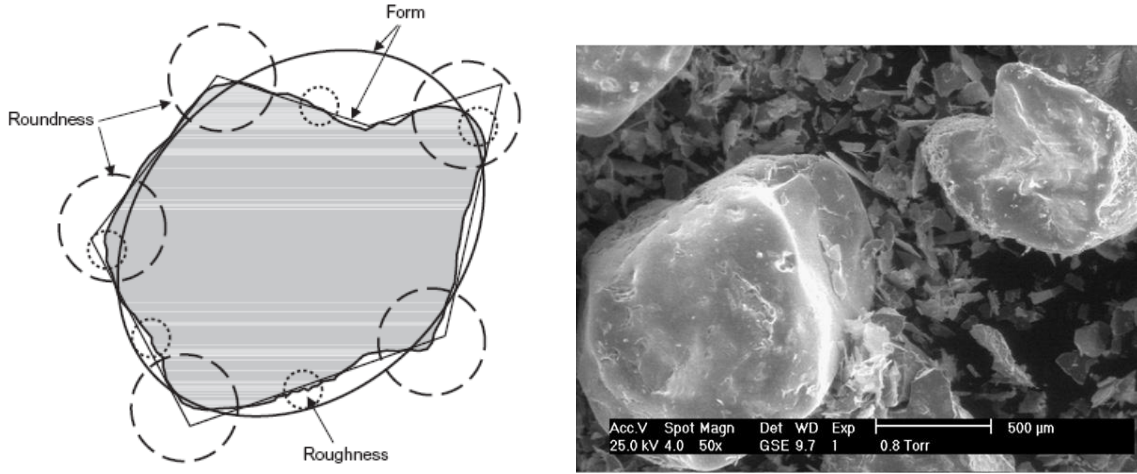 Form
Roundness
Roughness
Acc.V Spot Magn Det WD Exp 500 µm
25.0 kV 4.0 50x GSE 9.7 1 0.8 Torr